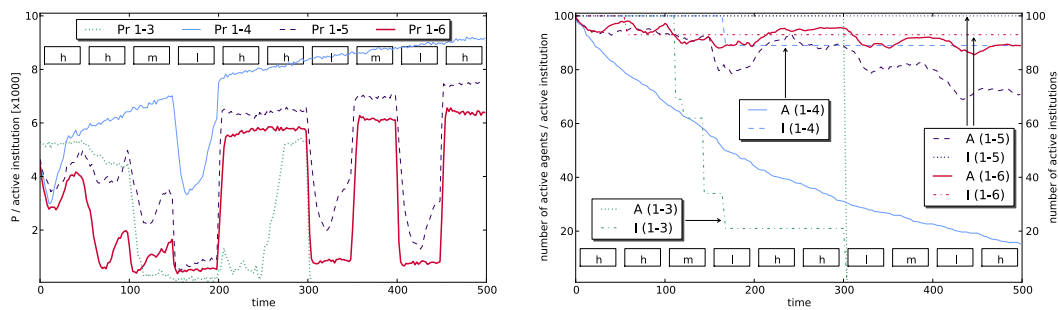 Pr 1-3 Pr 1-4 Pr 1-5 Pr 1-6
h h m l h h l m l h
10
8
6
4
2
P / active institution [x1000]
0 100 200 300 400 500
time
100
80
60
40
20
number of active agents / active institution
A (1-4)
I (1-4)
A (1-5)
I (1-5)
A (1-6)
I (1-6)
A (1-3)
I (1-3)
h h m l h h l m l h
0 100 200 300 400 500
time
100
80
60
40
20
number of active institutions